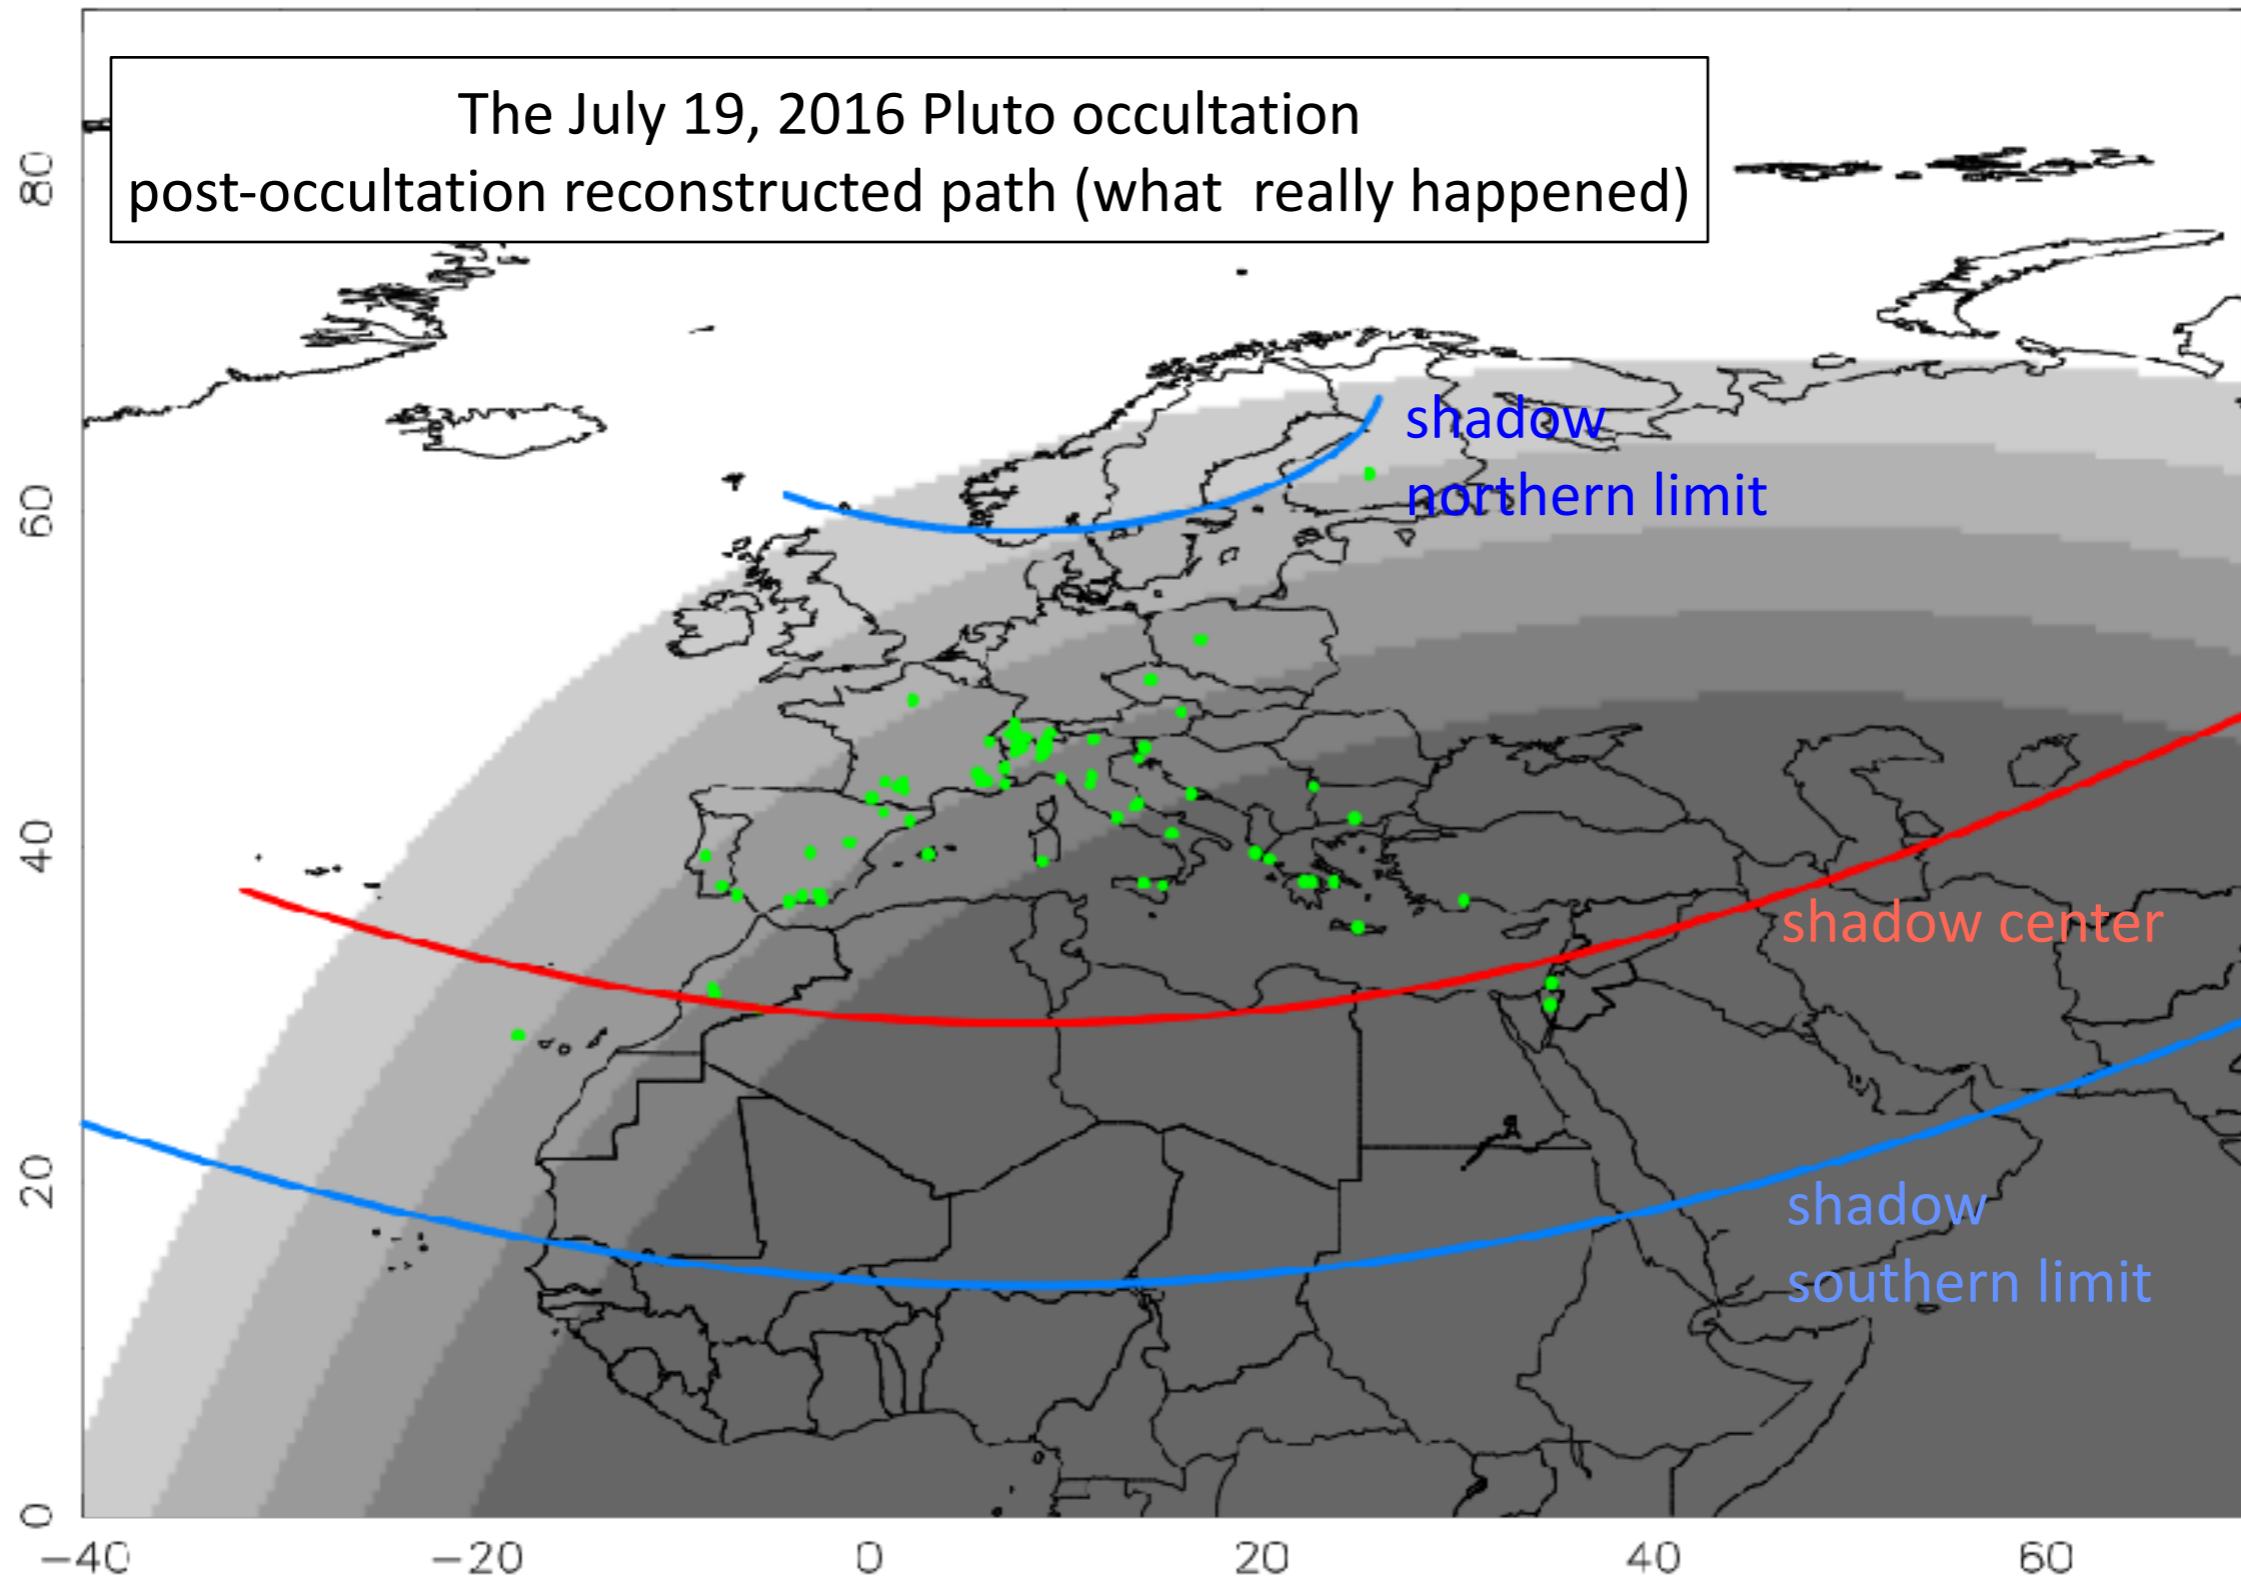 The July 19, 2016 Pluto occultation
post-occultation reconstructed path (what  really happened)
80
60
40
20
0
shadow
northern limit
shadow center
shadow
southern limit
−40
−20
0
20
40
60